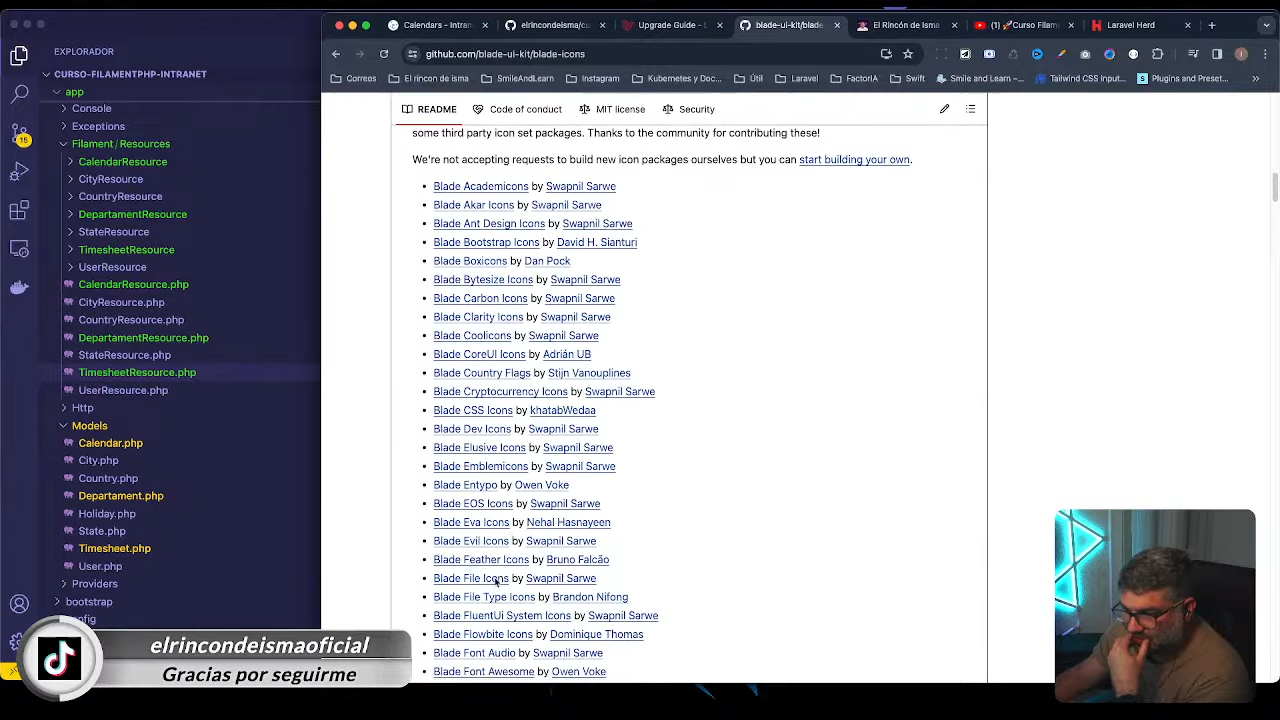 EXPLORADOR
CURSO-FILAMENTPHP-INTRANET
app
Console
Exceptions
Filament / Resources
CalendarResource
CityResource
CountryResource
DepartamentResource
StateResource
TimesheetResource
UserResource
CalendarResource.php
CityResource.php
CountryResource.php
DepartamentResource.php
StateResource.php
TimesheetResource.php
UserResource.php
Http
Models
Calendar.php
City.php
Country.php
Departament.php
Holiday.php
State.php
Timesheet.php
User.php
Providers
bootstrap
15
Calendars - Intran
elrincondeisma/cu
Upgrade Guide - L
blade-ui-kit/blade
El Rincón de Isma
Curso Filam
Laravel Herd
github.com/blade-ui-kit/blade-icons
Correos
El rincon de isma
SmileAndLearn
Instagram
Kubernetes y Doc...
Útil
Laravel
FactorIA
Swift
Smile and Learn –...
Tailwind CSS input...
Plugins and Preset...
README
Code of conduct
MIT license
Security
some third party icon set packages. Thanks to the community for contributing these!
We're not accepting requests to build new icon packages ourselves but you can start building your own.
Blade Academicons by Swapnil Sarwe
Blade Akar Icons by Swapnil Sarwe
Blade Ant Design Icons by Swapnil Sarwe
Blade Bootstrap Icons by David H. Sianturi
Blade Boxicons by Dan Pock
Blade Bytesize Icons by Swapnil Sarwe
Blade Carbon Icons by Swapnil Sarwe
Blade Clarity Icons by Swapnil Sarwe
Blade Coolicons by Swapnil Sarwe
Blade CoreUI Icons by Adrián UB
Blade Country Flags by Stijn Vanouplines
Blade Cryptocurrency Icons by Swapnil Sarwe
Blade CSS Icons by khatabWedaa
Blade Dev Icons by Swapnil Sarwe
Blade Elusive Icons by Swapnil Sarwe
Blade Emblemicons by Swapnil Sarwe
Blade Entypo by Owen Voke
Blade EOS Icons by Swapnil Sarwe
Blade Eva Icons by Nehal Hasnayeen
Blade Evil Icons by Swapnil Sarwe
Blade Feather Icons by Bruno Falcão
Blade File Icons by Swapnil Sarwe
Blade File Type Icons by Brandon Nifong
Blade FluentUi System Icons by Swapnil Sarwe
Blade Flowbite Icons by Dominique Thomas
Blade Font Audio by Swapnil Sarwe
Blade Font Awesome by Owen Voke
elrincondeismaoficial
Gracias por seguirme